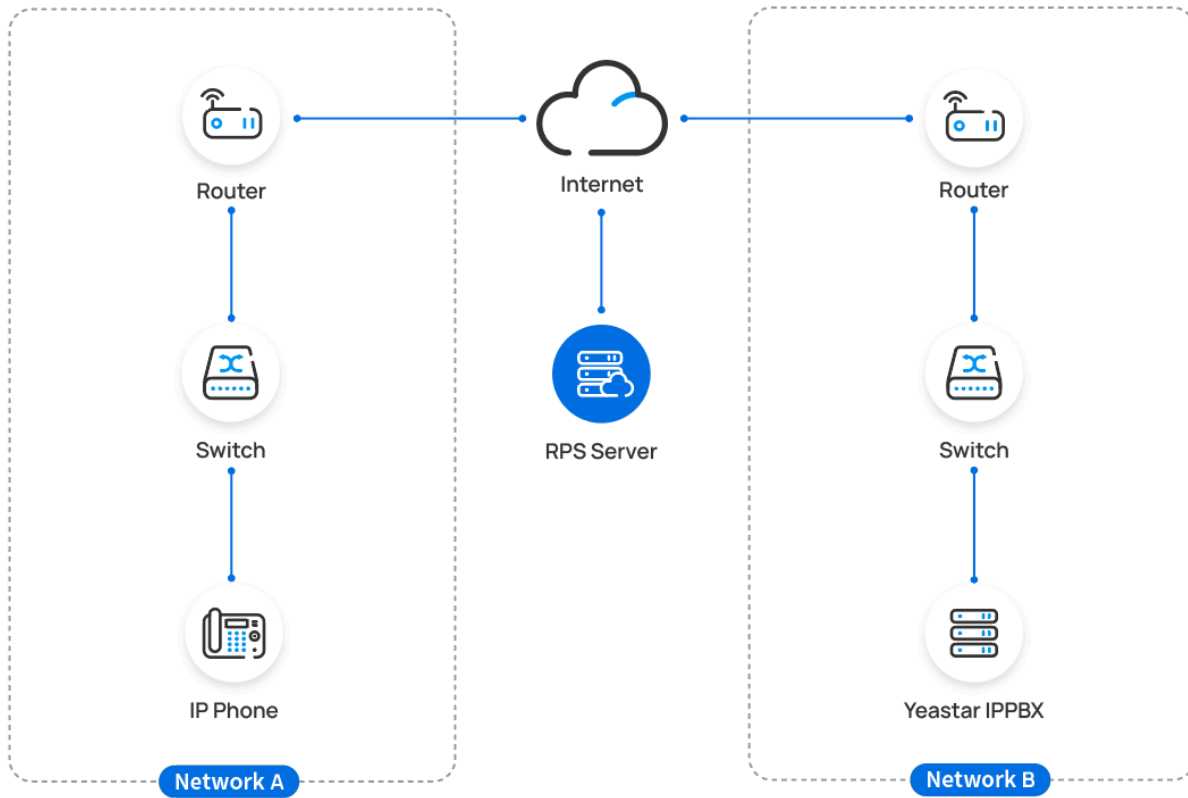 Router
Internet
Router
Switch
RPS Server
Switch
IP Phone
Yeastar IPPBX
Network A
Network B